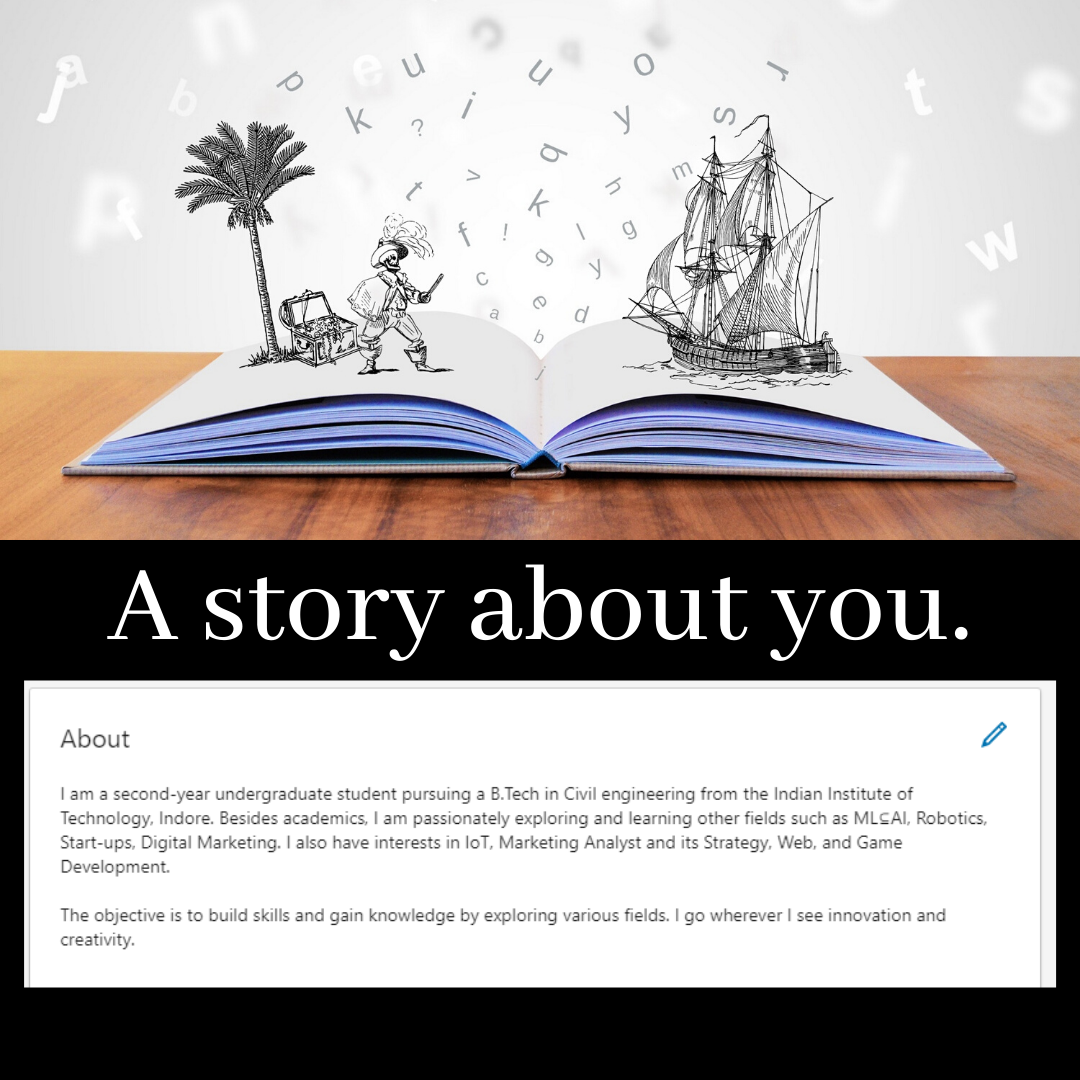 A story about you.
About
I am a second-year undergraduate student pursuing a B.Tech in Civil engineering from the Indian Institute of
Technology, Indore. Besides academics, I am passionately exploring and learning other fields such as ML⊆AI, Robotics,
Start-ups, Digital Marketing. I also have interests in IoT, Marketing Analyst and its Strategy, Web, and Game
Development.
The objective is to build skills and gain knowledge by exploring various fields. I go wherever I see innovation and
creativity.